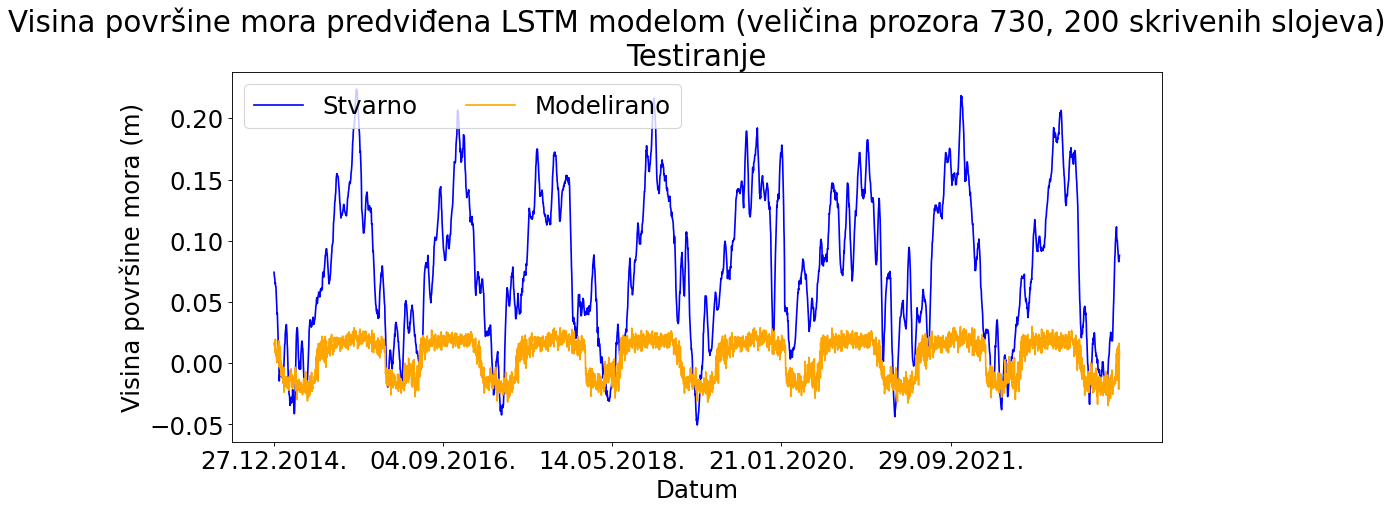 Visina površine mora predviđena LSTM modelom (veličina prozora 730, 200 skrivenih slojeva)
Testiranje
Stvarno
Modelirano
Visina površine mora (m)
0.20
0.15
0.10
0.05
0.00
−0.05
27.12.2014.
04.09.2016.
14.05.2018.
21.01.2020.
29.09.2021.
Datum